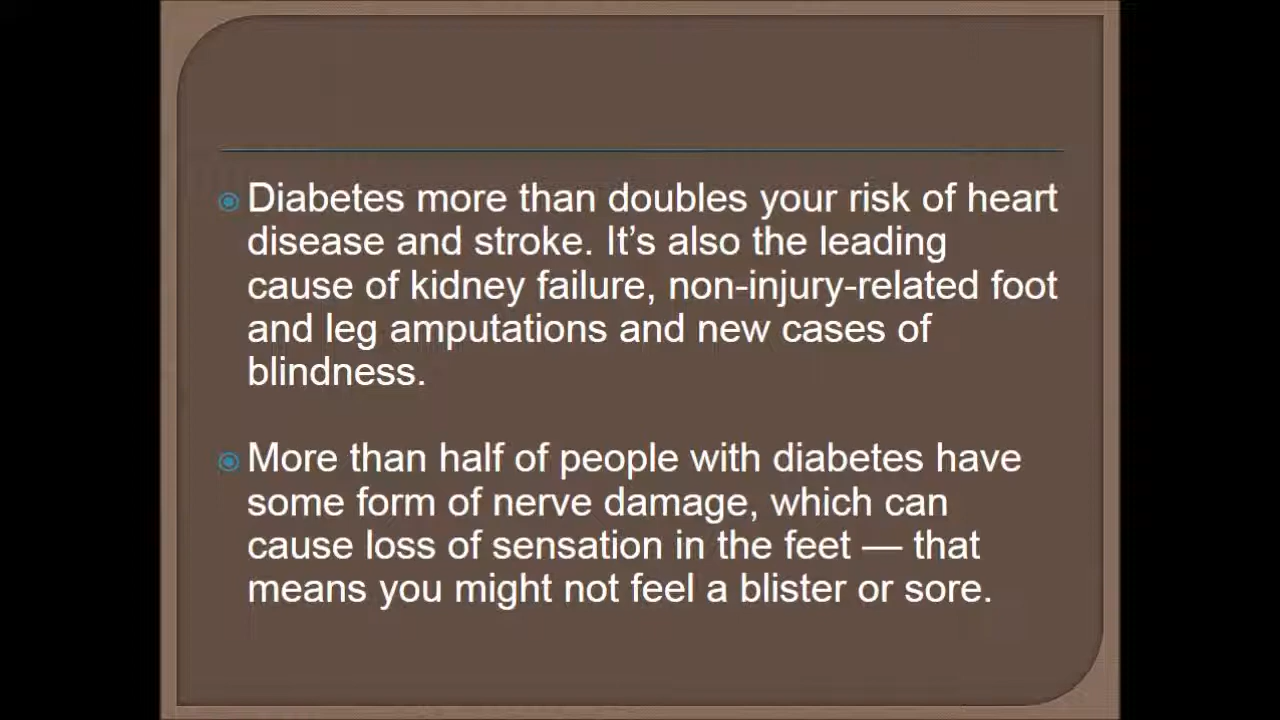 Diabetes more than doubles your risk of heart
disease and stroke. It’s also the leading
cause of kidney failure, non-injury-related foot
and leg amputations and new cases of
blindness.
More than half of people with diabetes have
some form of nerve damage, which can
cause loss of sensation in the feet — that
means you might not feel a blister or sore.